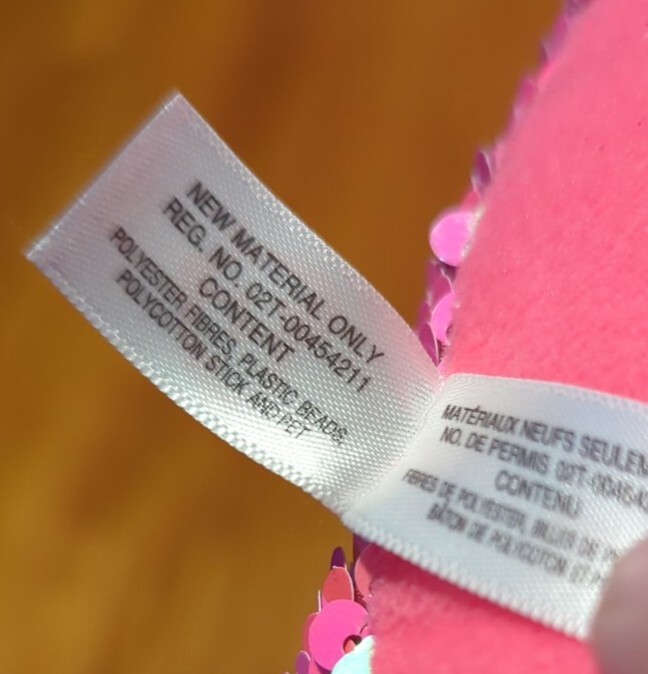 NEW MATERIAL ONLY
REG. NO. 02T-00454211
CONTENT
POLYESTER FIBRES, PLASTIC BEADS,
POLYCOTTON STICK AND PET
MATÉRIAUX NEUFS
NO. DE PERMIS 02T-
CONTENU
FIBRES DE POLYESTER, BILLES DE
BÂTON DE POLYCOTON ET